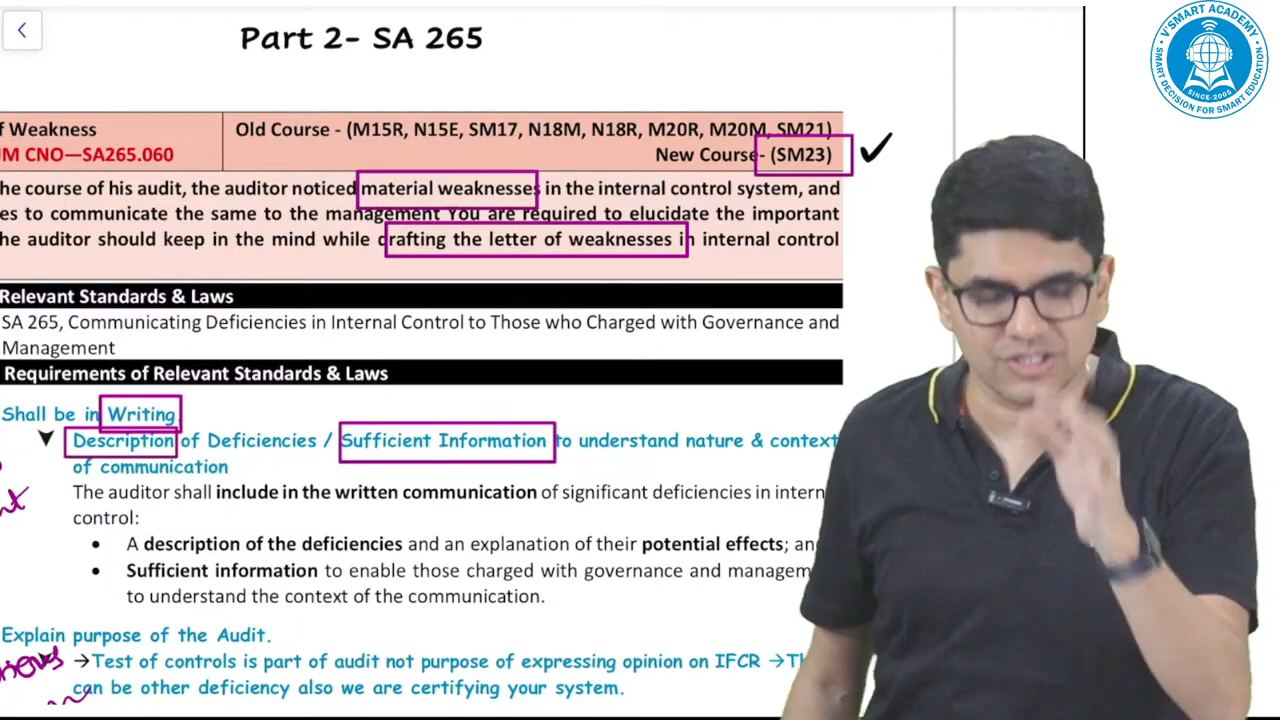 Part 2- SA 265
VSMART ACADEMY
SMART DECISION FOR SMART EDUCATION
SINCE-2005
f Weakness
Old Course - (M15R, N15E, SM17, N18M, N18R, M20R, M20M, SM21)
M CNO—SA265.060
New Course- (SM23)
he course of his audit, the auditor noticed material weaknesses in the internal control system, and
es to communicate the same to the management You are required to elucidate the important
he auditor should keep in the mind while drafting the letter of weaknesses in internal control
Relevant Standards & Laws
SA 265, Communicating Deficiencies in Internal Control to Those who Charged with Governance and
Management
Requirements of Relevant Standards & Laws
Shall be in Writing
Description of Deficiencies / Sufficient Information to understand nature & context
of communication
The auditor shall include in the written communication of significant deficiencies in intern
control:
• A description of the deficiencies and an explanation of their potential effects; an
• Sufficient information to enable those charged with governance and managem
to understand the context of the communication.
Explain purpose of the Audit.
→Test of controls is part of audit not purpose of expressing opinion on IFCR →Th
can be other deficiency also we are certifying your system.